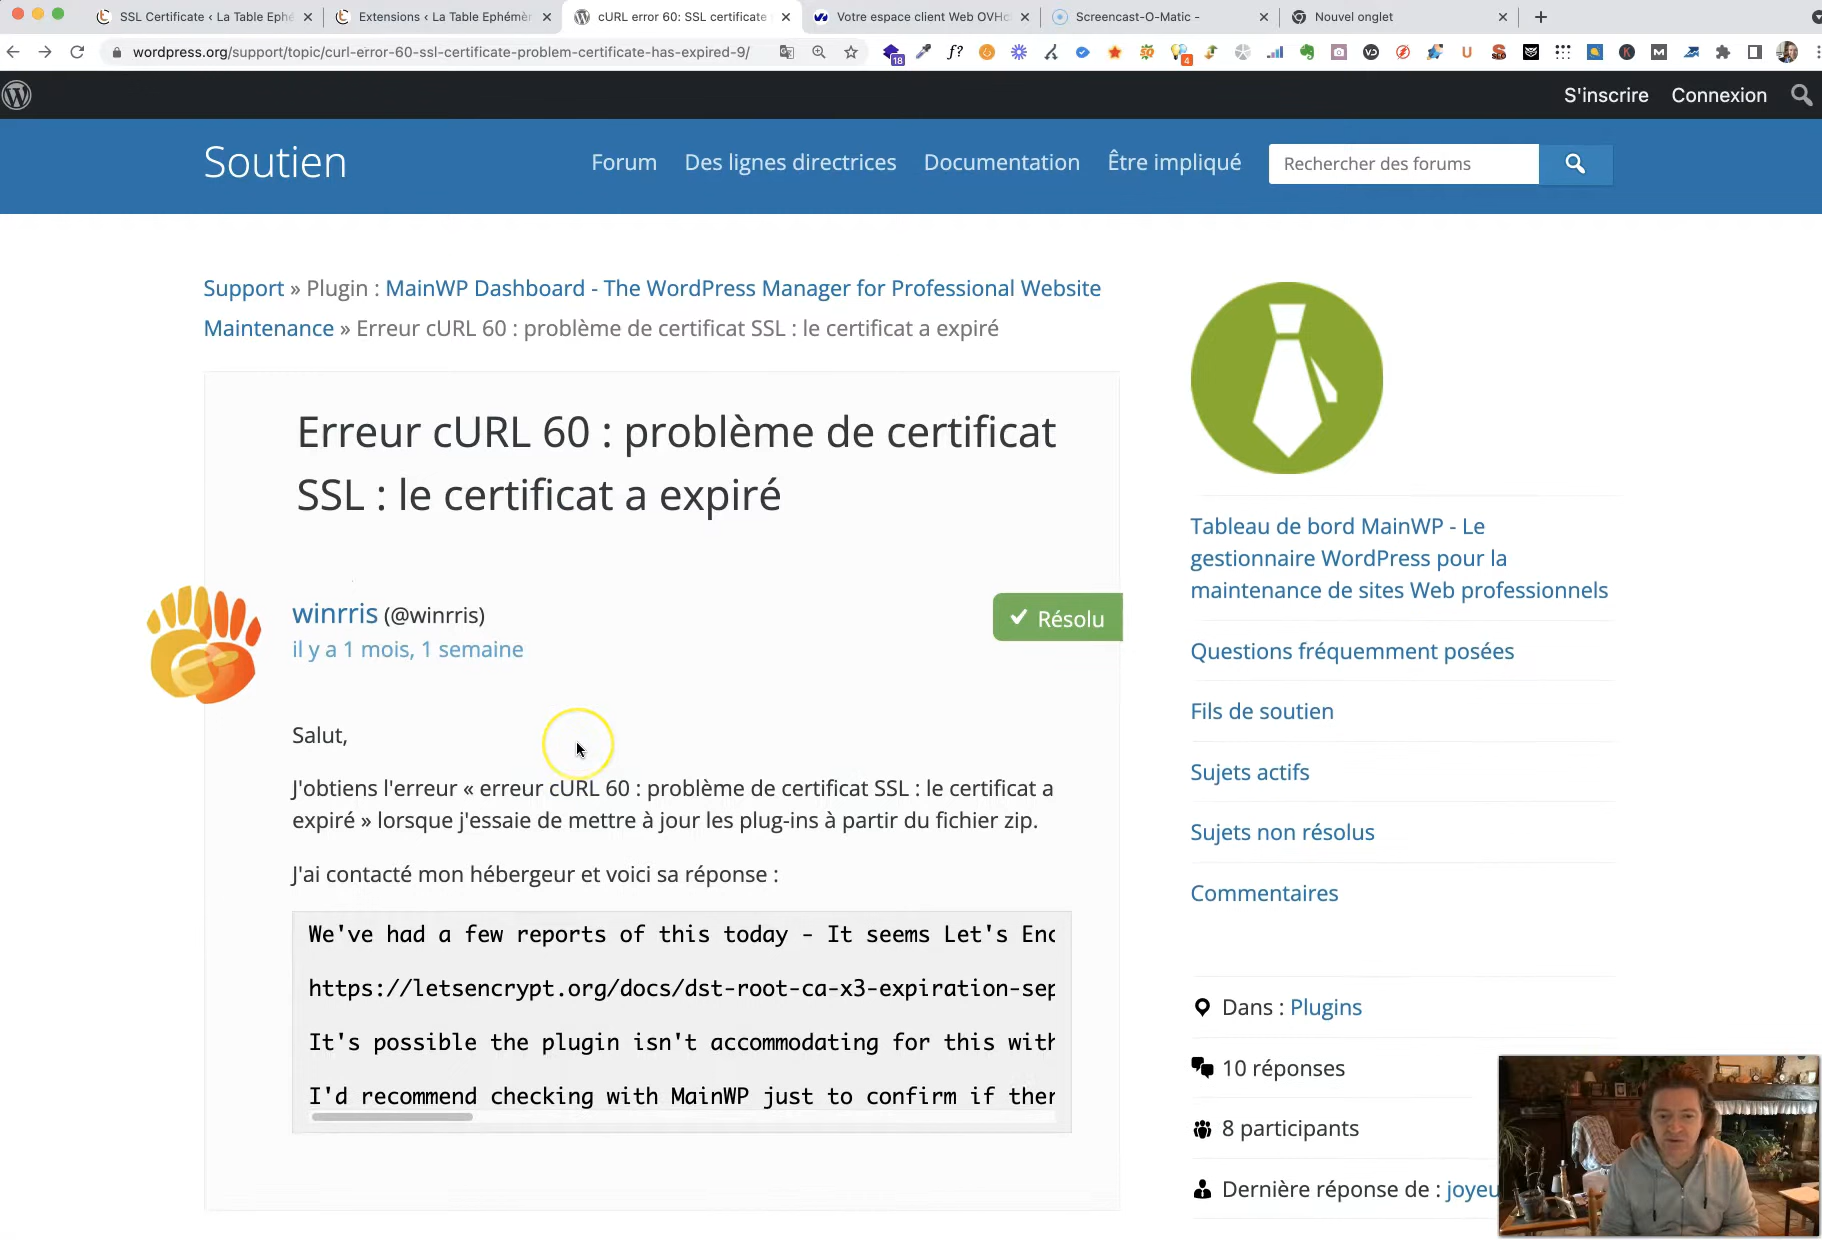 SSL Certificate ‹ La Table Ephé
Extensions ‹ La Table Ephémèr
cURL error 60: SSL certificate
Votre espace client Web OVHc
Screencast-O-Matic -
Nouvel onglet
wordpress.org/support/topic/curl-error-60-ssl-certificate-problem-certificate-has-expired-9/
18
f?
4
S'inscrire
Connexion
Soutien
Forum
Des lignes directrices
Documentation
Être impliqué
Rechercher des forums
Support » Plugin : MainWP Dashboard - The WordPress Manager for Professional Website
Maintenance » Erreur cURL 60 : problème de certificat SSL : le certificat a expiré
Erreur cURL 60 : problème de certificat
SSL : le certificat a expiré
winrris (@winrris)
il y a 1 mois, 1 semaine
Résolu
Salut,
J'obtiens l'erreur « erreur cURL 60 : problème de certificat SSL : le certificat a
expiré » lorsque j'essaie de mettre à jour les plug-ins à partir du fichier zip.
J'ai contacté mon hébergeur et voici sa réponse :
We've had a few reports of this today - It seems Let's Enc
https://letsencrypt.org/docs/dst-root-ca-x3-expiration-sep
It's possible the plugin isn't accommodating for this with
I'd recommend checking with MainWP just to confirm if ther
Tableau de bord MainWP - Le
gestionnaire WordPress pour la
maintenance de sites Web professionnels
Questions fréquemment posées
Fils de soutien
Sujets actifs
Sujets non résolus
Commentaires
Dans : Plugins
10 réponses
8 participants
Dernière réponse de : joyeu